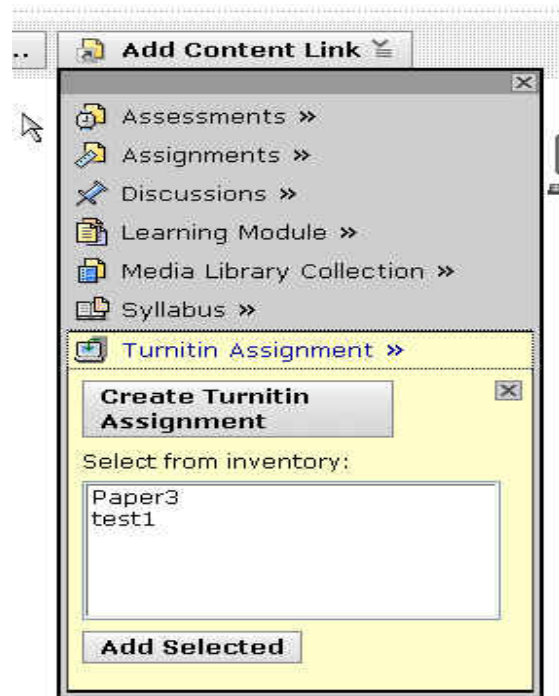 ..
Add Content Link
Assessments »
Assignments »
Discussions »
Learning Module »
Media Library Collection »
Syllabus »
Turnitin Assignment »
Create Turnitin
Assignment
Select from inventory:
Paper3
test1
Add Selected